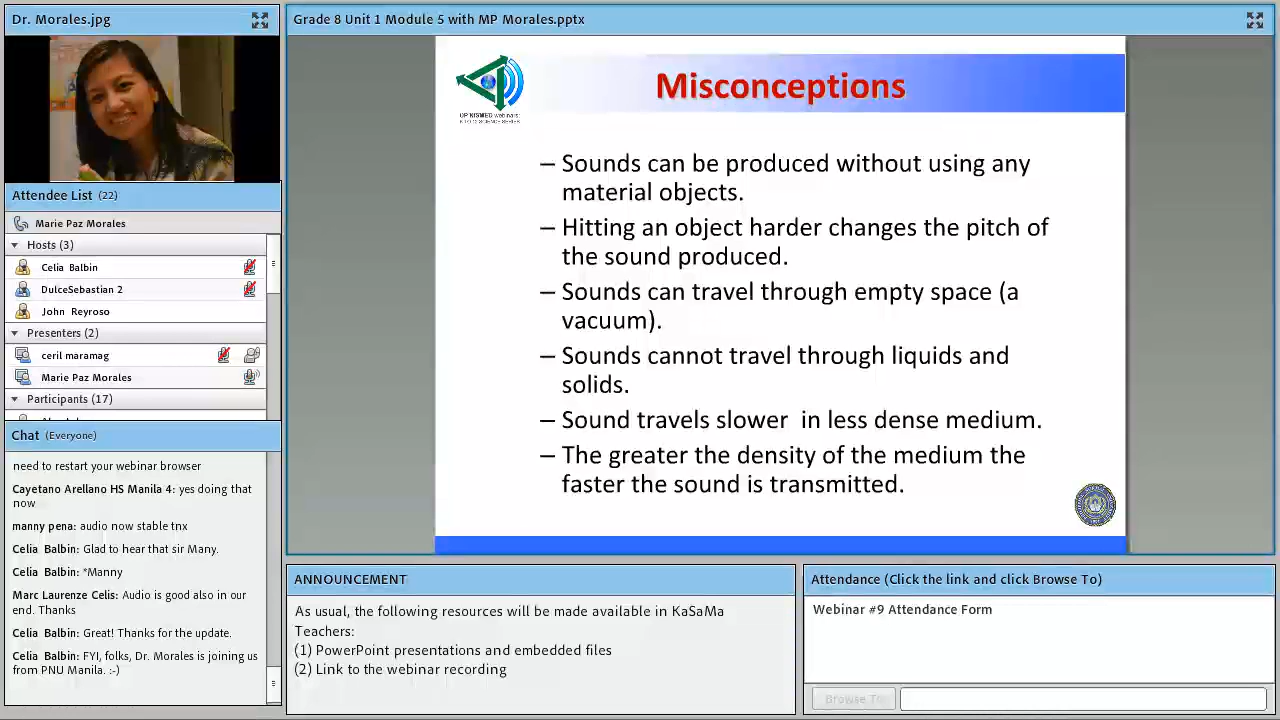 Dr. Morales.jpg
Attendee List (22)
Marie Paz Morales
Hosts (3)
Celia Balbin
DulceSebastian 2
John Reyroso
Presenters (2)
ceril maramag
Marie Paz Morales
Participants (17)
Chat (Everyone)
need to restart your webinar browser
Cayetano Arellano HS Manila 4: yes doing that
now
manny pena: audio now stable tnx
Celia Balbin: Glad to hear that sir Many.
Celia Balbin: *Manny
Marc Laurenze Celis: Audio is good also in our
end. Thanks
Celia Balbin: Great! Thanks for the update.
Celia Balbin: FYI, folks, Dr. Morales is joining us
from PNU Manila. :-)
Grade 8 Unit 1 Module 5 with MP Morales.pptx
UP NISMED webinars:
K TO 12 SCIENCE SERIES
Misconceptions
– Sounds can be produced without using any
material objects.
– Hitting an object harder changes the pitch of
the sound produced.
– Sounds can travel through empty space (a
vacuum).
– Sounds cannot travel through liquids and
solids.
– Sound travels slower  in less dense medium.
– The greater the density of the medium the
faster the sound is transmitted.
ANNOUNCEMENT
As usual, the following resources will be made available in KaSaMa
Teachers:
(1) PowerPoint presentations and embedded files
(2) Link to the webinar recording
Attendance (Click the link and click Browse To)
Webinar #9 Attendance Form
Browse To